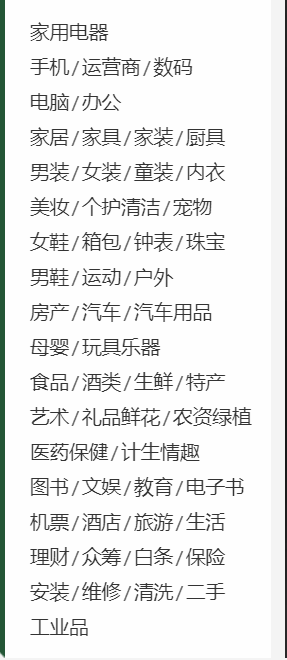 家用电器
手机/运营商/数码
电脑/办公
家居/家具/家装/厨具
男装/女装/童装/内衣
美妆/个护清洁/宠物
女鞋/箱包/钟表/珠宝
男鞋/运动/户外
房产/汽车/汽车用品
母婴/玩具乐器
食品/酒类/生鲜/特产
艺术/礼品鲜花/农资绿植
医药保健/计生情趣
图书/文娱/教育/电子书
机票/酒店/旅游/生活
理财/众筹/白条/保险
安装/维修/清洗/二手
工业品